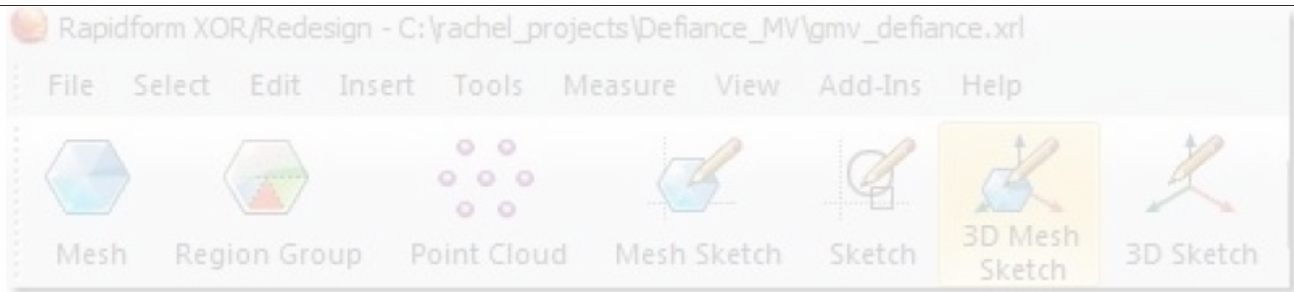 Rapidform XOR/Redesign - C:\rachel_projects\Defiance_MV\gmv_defiance.xrl
File Select Edit Insert Tools Measure View Add-Ins Help
Mesh Region Group Point Cloud Mesh Sketch Sketch 3D Mesh Sketch 3D Sketch